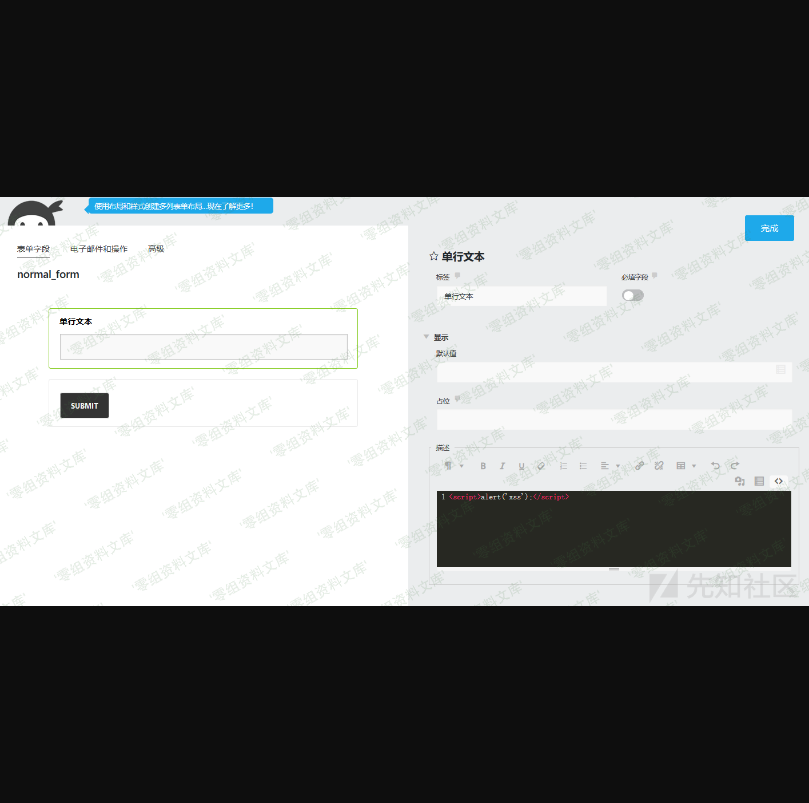 使用布局和样式创建多列表单布局...现在了解更多!
完成
表单字段 电子邮件和操作 高级
normal_form
单行文本
SUBMIT
单行文本
标签 必填字段
单行文本
显示
默认值
占位
描述
1 <script>alert('xss');</script>
先知社区
'零组资料文库'